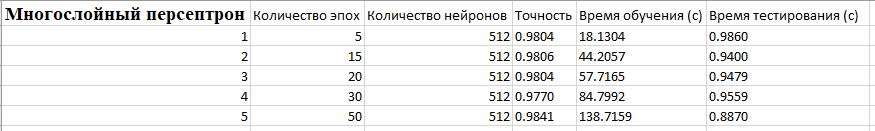 Многослойный персептрон Количество эпох Количество нейронов Точность Время обучения (с) Время тестирования (с)
1 5 512 0.9804 18.1304 0.9860
2 15 512 0.9806 44.2057 0.9400
3 20 512 0.9804 57.7165 0.9479
4 30 512 0.9770 84.7992 0.9559
5 50 512 0.9841 138.7159 0.8870